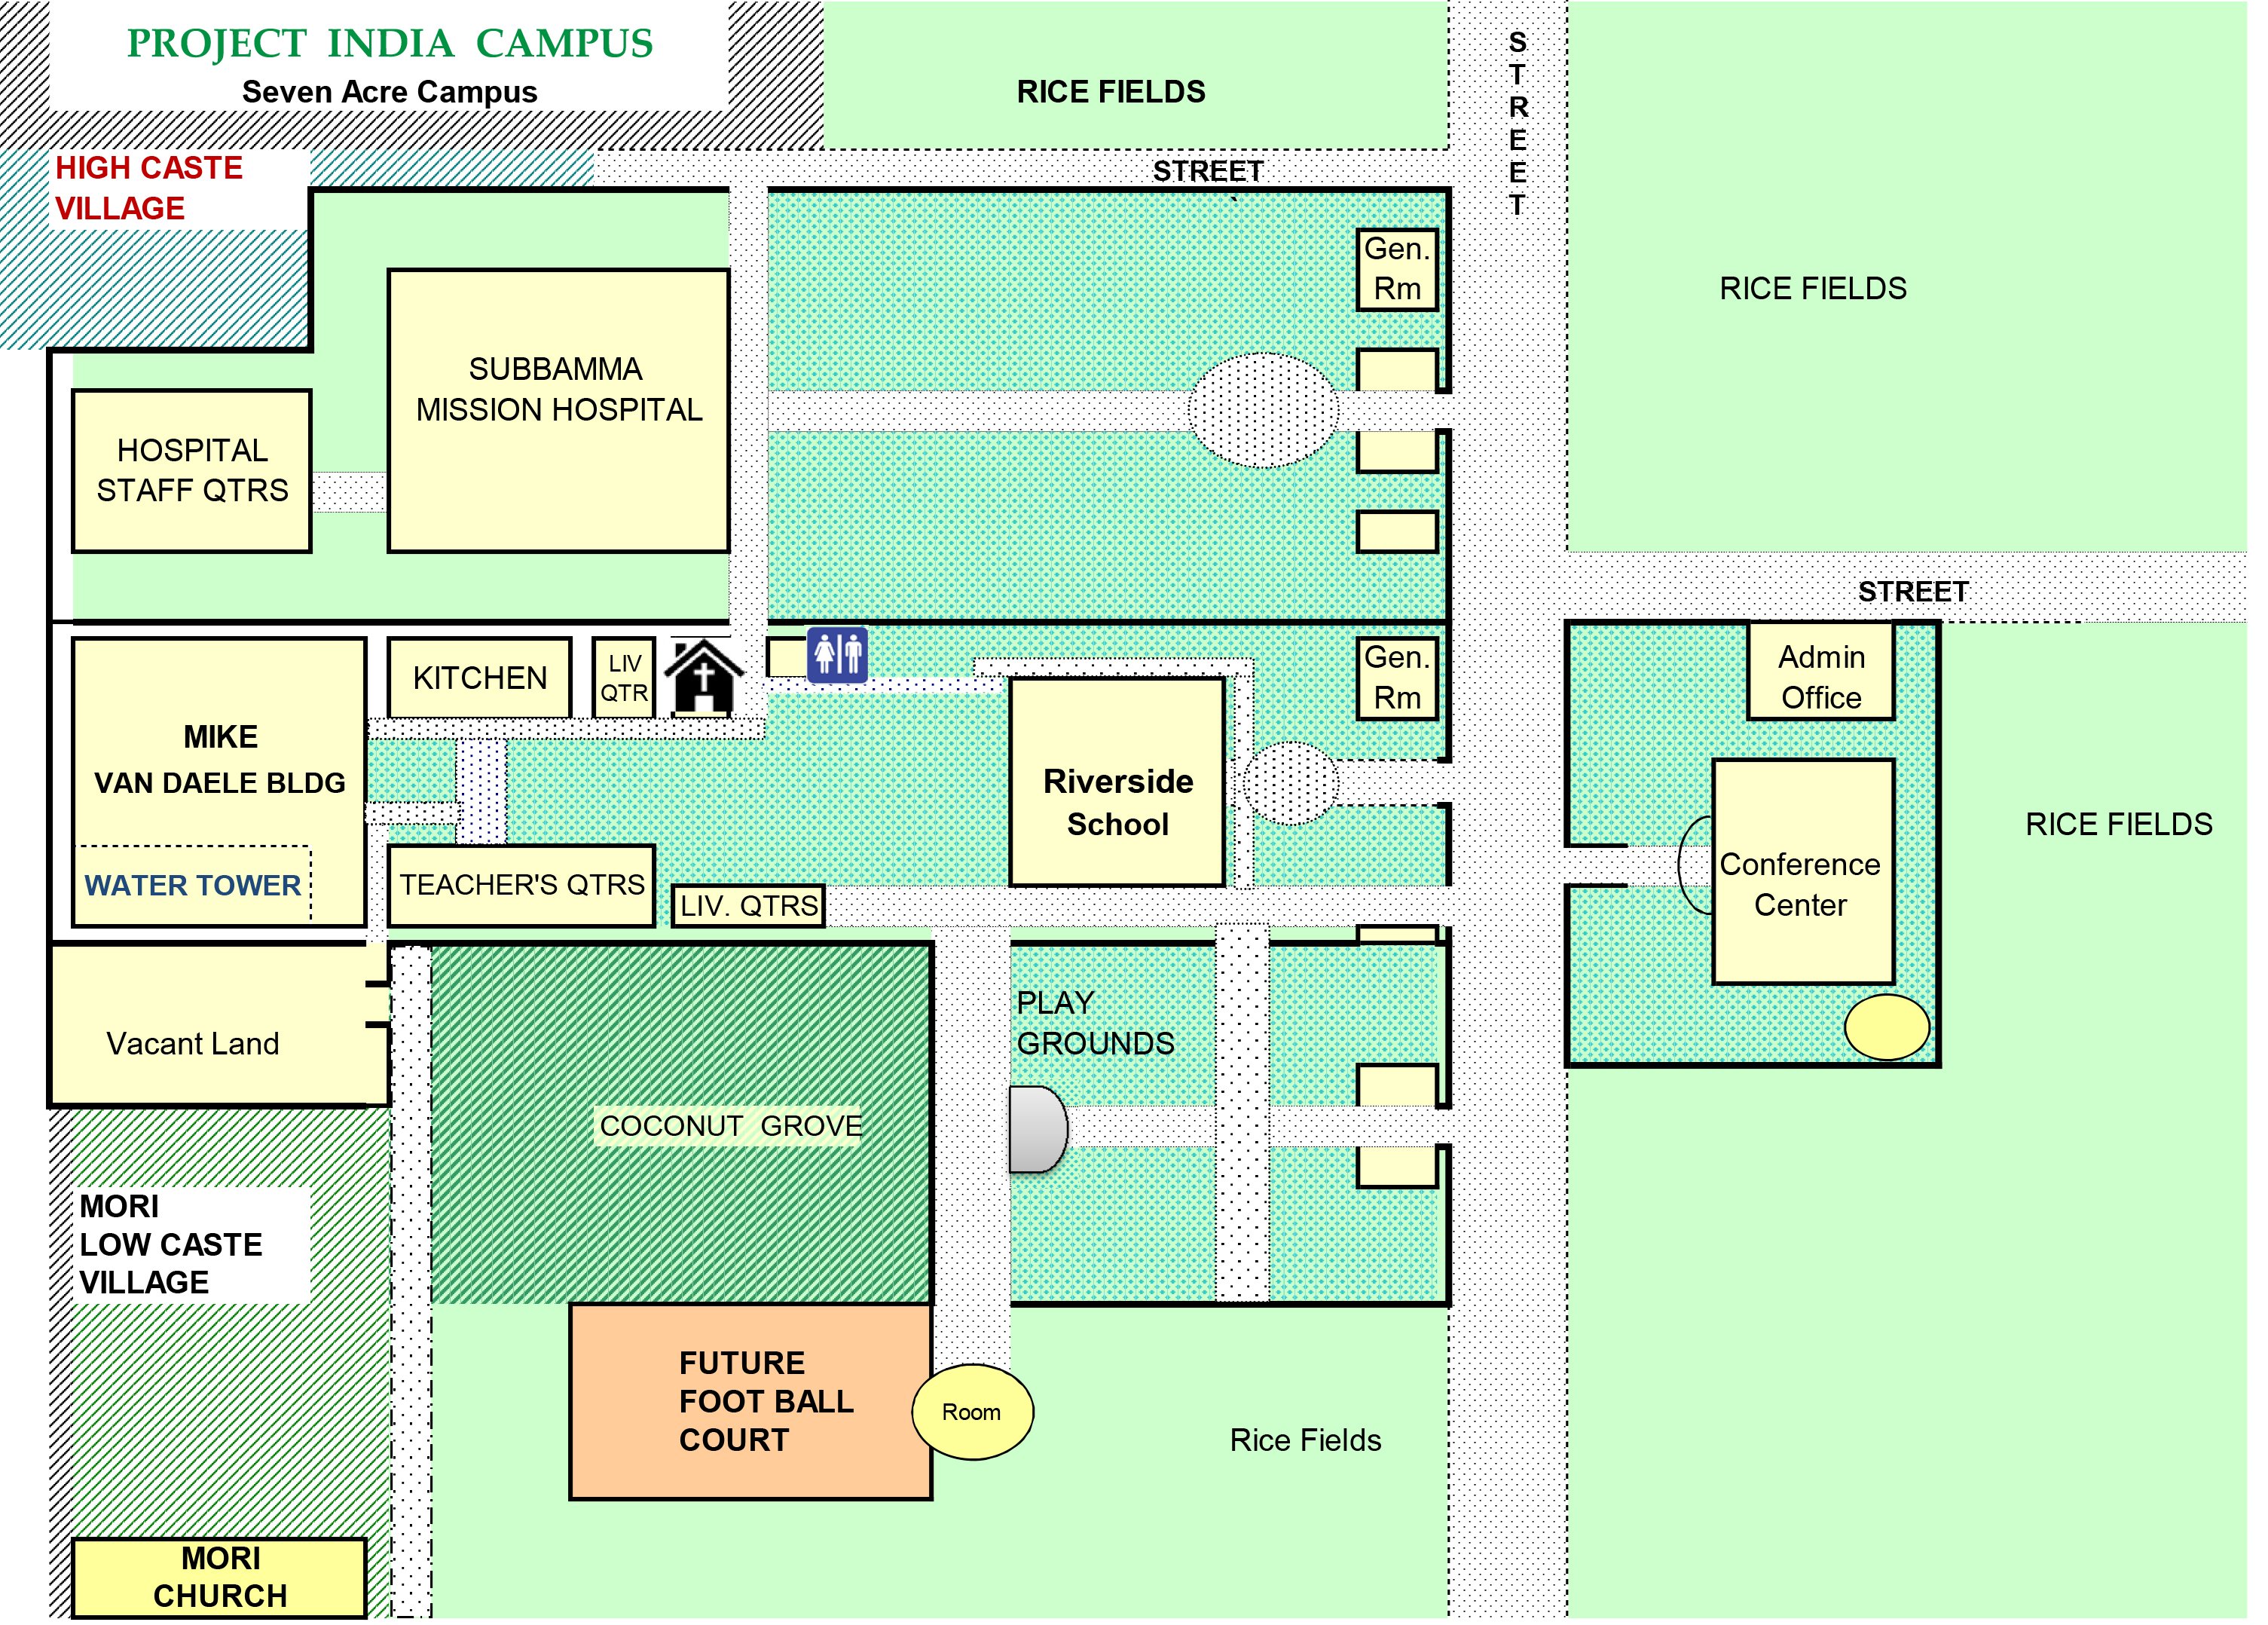 PROJECT INDIA CAMPUS
Seven Acre Campus
RICE FIELDS
STREET
STREET
`
HIGH CASTE
VILLAGE
Gen.
Rm
RICE FIELDS
SUBBAMMA
MISSION HOSPITAL
HOSPITAL
STAFF QTRS
STREET
KITCHEN
LIV
QTR
Gen.
Rm
Admin
Office
MIKE
VAN DAELE BLDG
WATER TOWER
Riverside
School
RICE FIELDS
TEACHER'S QTRS
LIV. QTRS
Conference
Center
Vacant Land
PLAY
GROUNDS
COCONUT GROVE
MORI
LOW CASTE
VILLAGE
FUTURE
FOOT BALL
COURT
Room
Rice Fields
MORI
CHURCH